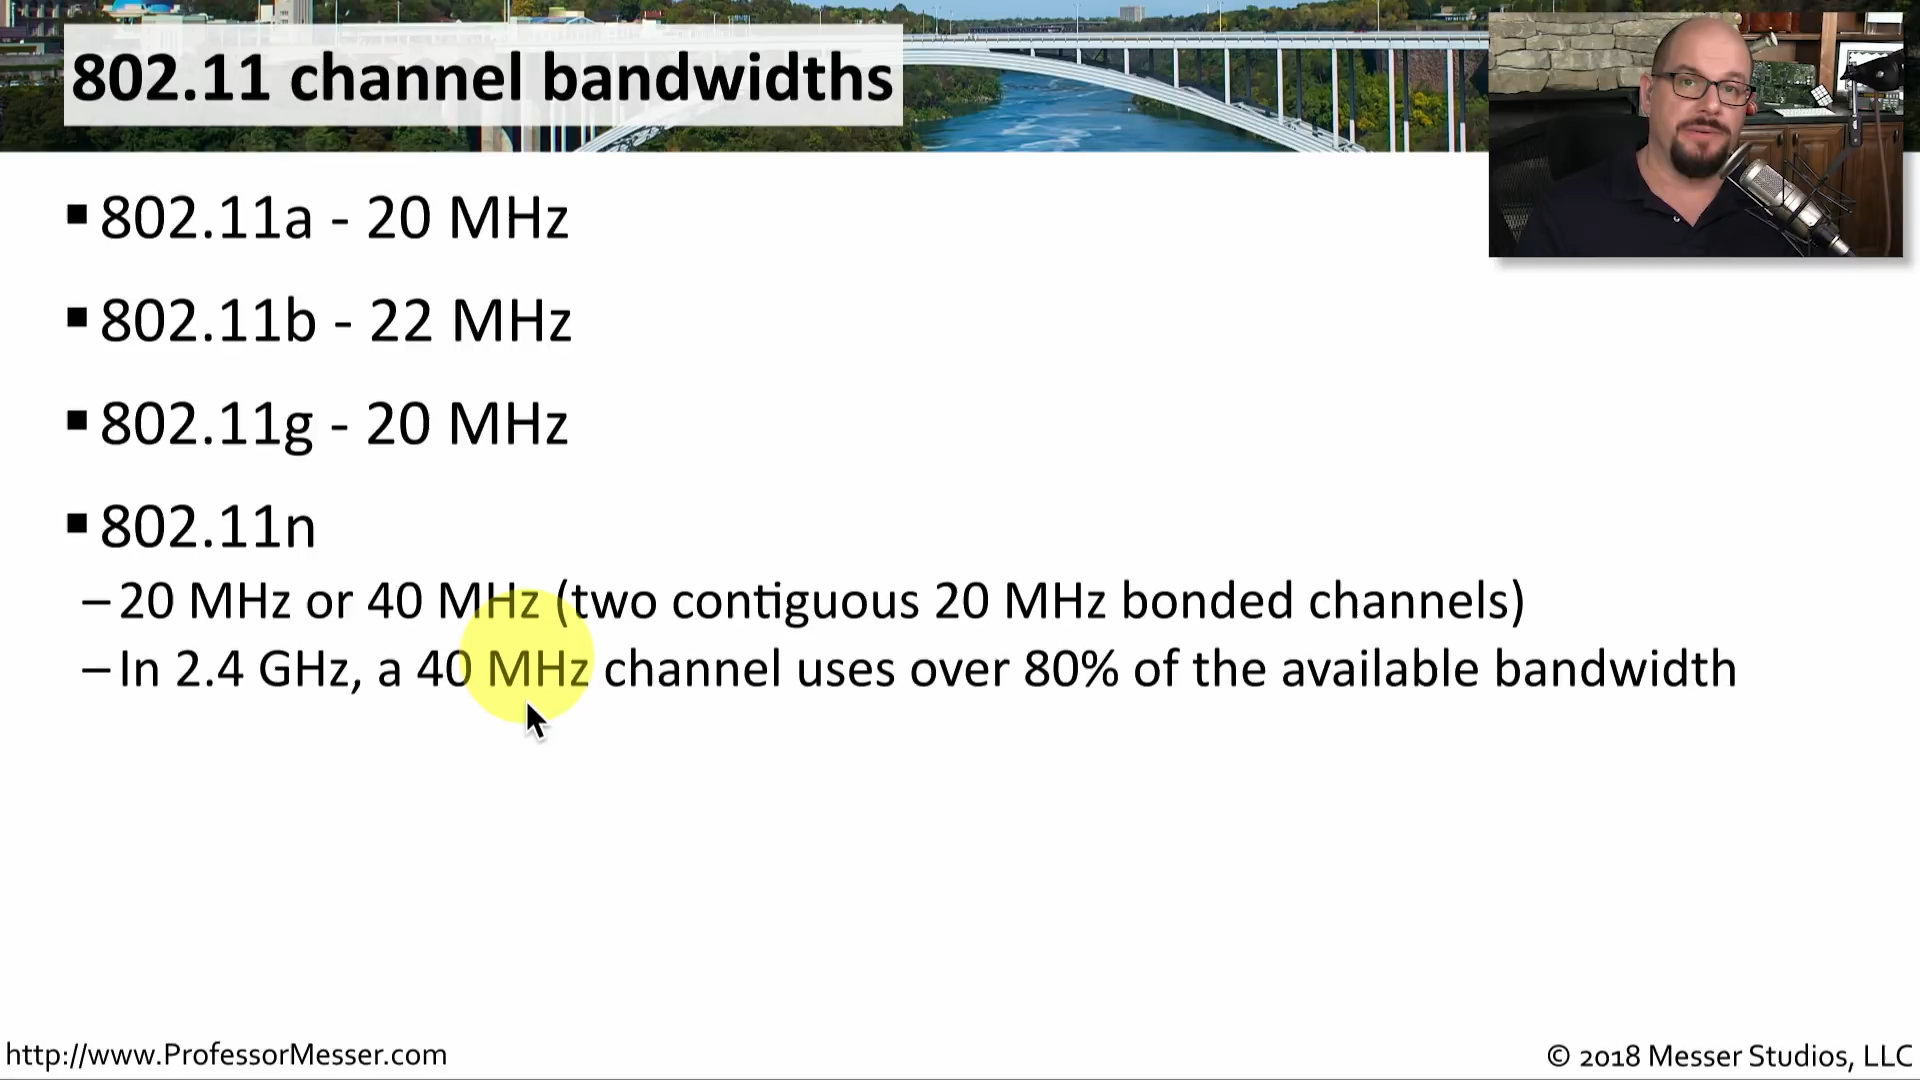 802.11 channel bandwidths
▪ 802.11a - 20 MHz
▪ 802.11b - 22 MHz
▪ 802.11g - 20 MHz
▪ 802.11n
– 20 MHz or 40 MHz (two contiguous 20 MHz bonded channels)
– In 2.4 GHz, a 40 MHz channel uses over 80% of the available bandwidth
http://www.ProfessorMesser.com
© 2018 Messer Studios, LLC